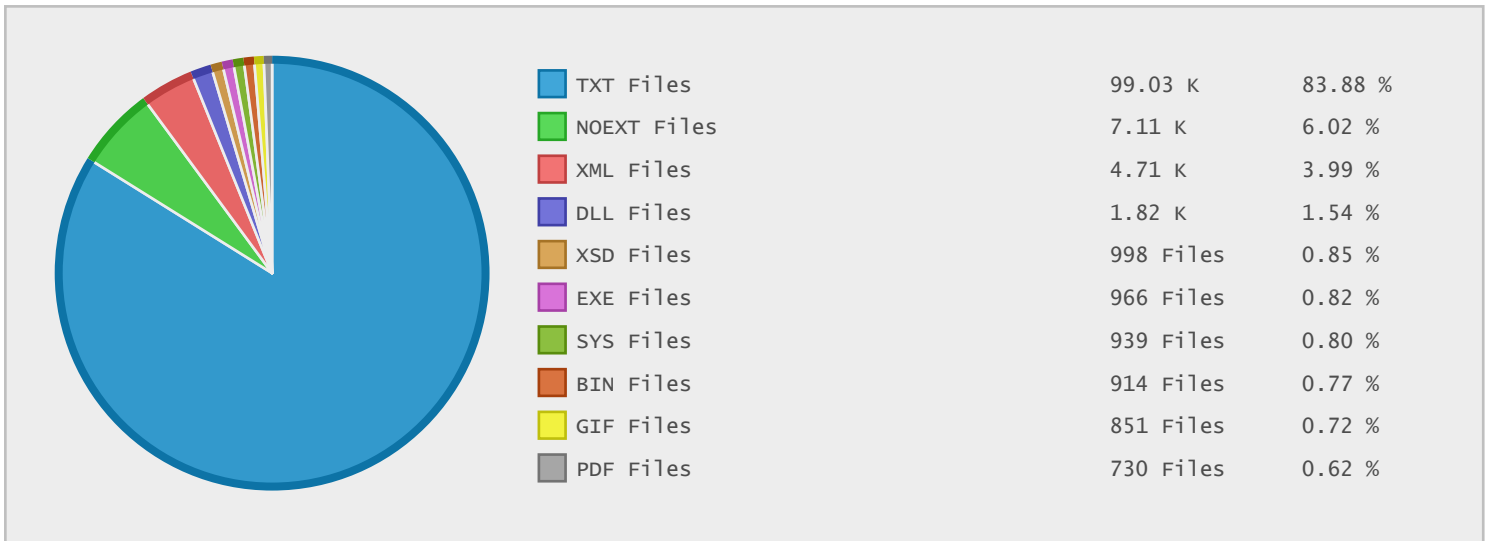 TXT Files 99.03 K 83.88 %
NOEXT Files 7.11 K 6.02 %
XML Files 4.71 K 3.99 %
DLL Files 1.82 K 1.54 %
XSD Files 998 Files 0.85 %
EXE Files 966 Files 0.82 %
SYS Files 939 Files 0.80 %
BIN Files 914 Files 0.77 %
GIF Files 851 Files 0.72 %
PDF Files 730 Files 0.62 %